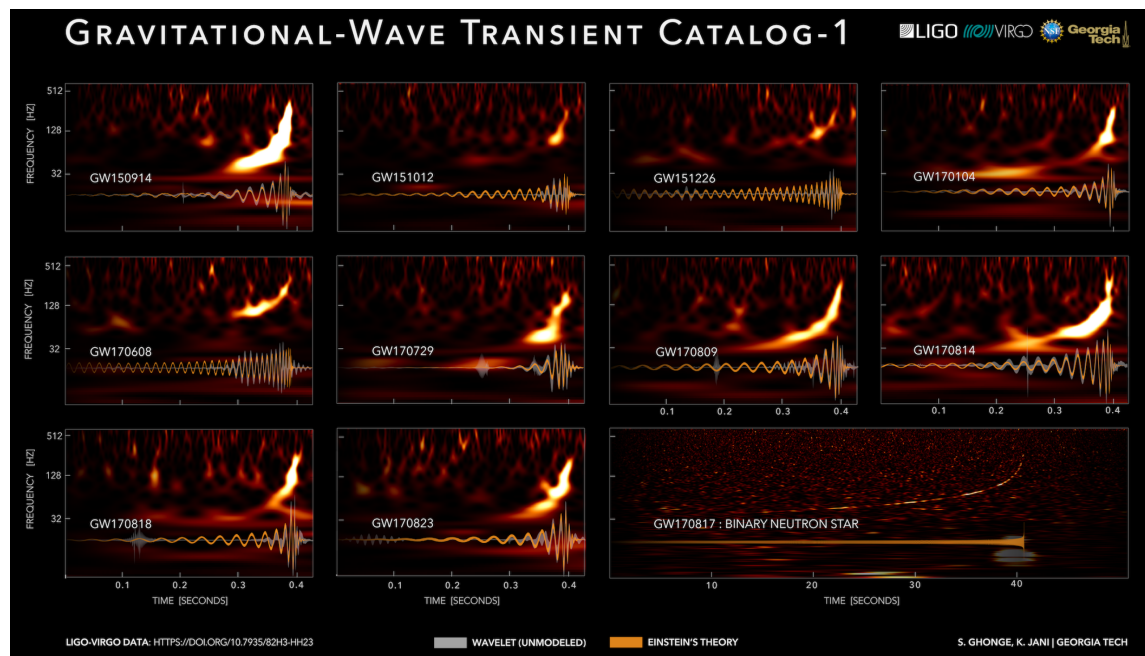 GRAVITATIONAL-WAVE TRANSIENT CATALOG-1
LIGO VIRGO NSF Georgia Tech
FREQUENCY [HZ]
512
128
32
GW150914
GW151012
GW151226
GW170104
FREQUENCY [HZ]
512
128
32
GW170608
GW170729
GW170809
GW170814
0.1 0.2 0.3 0.4
0.1 0.2 0.3 0.4
FREQUENCY [HZ]
512
128
32
GW170818
GW170823
GW170817 : BINARY NEUTRON STAR
0.1 0.2 0.3 0.4
0.1 0.2 0.3 0.4
10 20 30 40
TIME [SECONDS]
TIME [SECONDS]
TIME [SECONDS]
LIGO-VIRGO DATA: HTTPS://DOI.ORG/10.7935/82H3-HH23
WAVELET (UNMODELED)
EINSTEIN'S THEORY
S. GHONGE, K. JANI | GEORGIA TECH